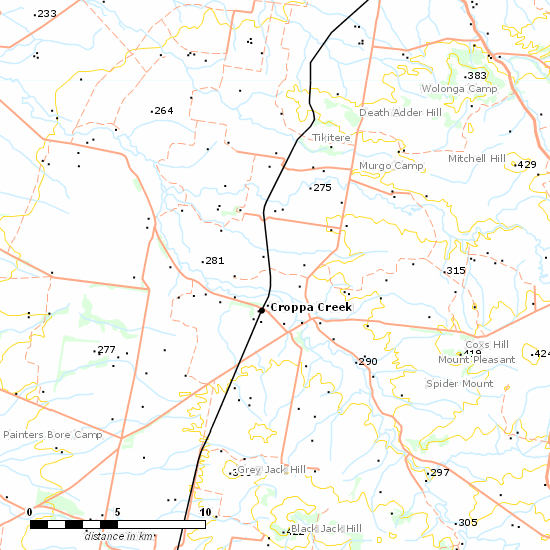 233
383
Wolonga Camp
264
Death Adder Hill
Tikitere
Mitchell Hill
429
Murgo Camp
275
281
315
Croppa Creek
Coxs Hill
277
419
424
290
Mount Pleasant
Spider Mount
Painters Bore Camp
Grey Jack Hill
297
0
5
10
305
Black Jack Hill
distance in km